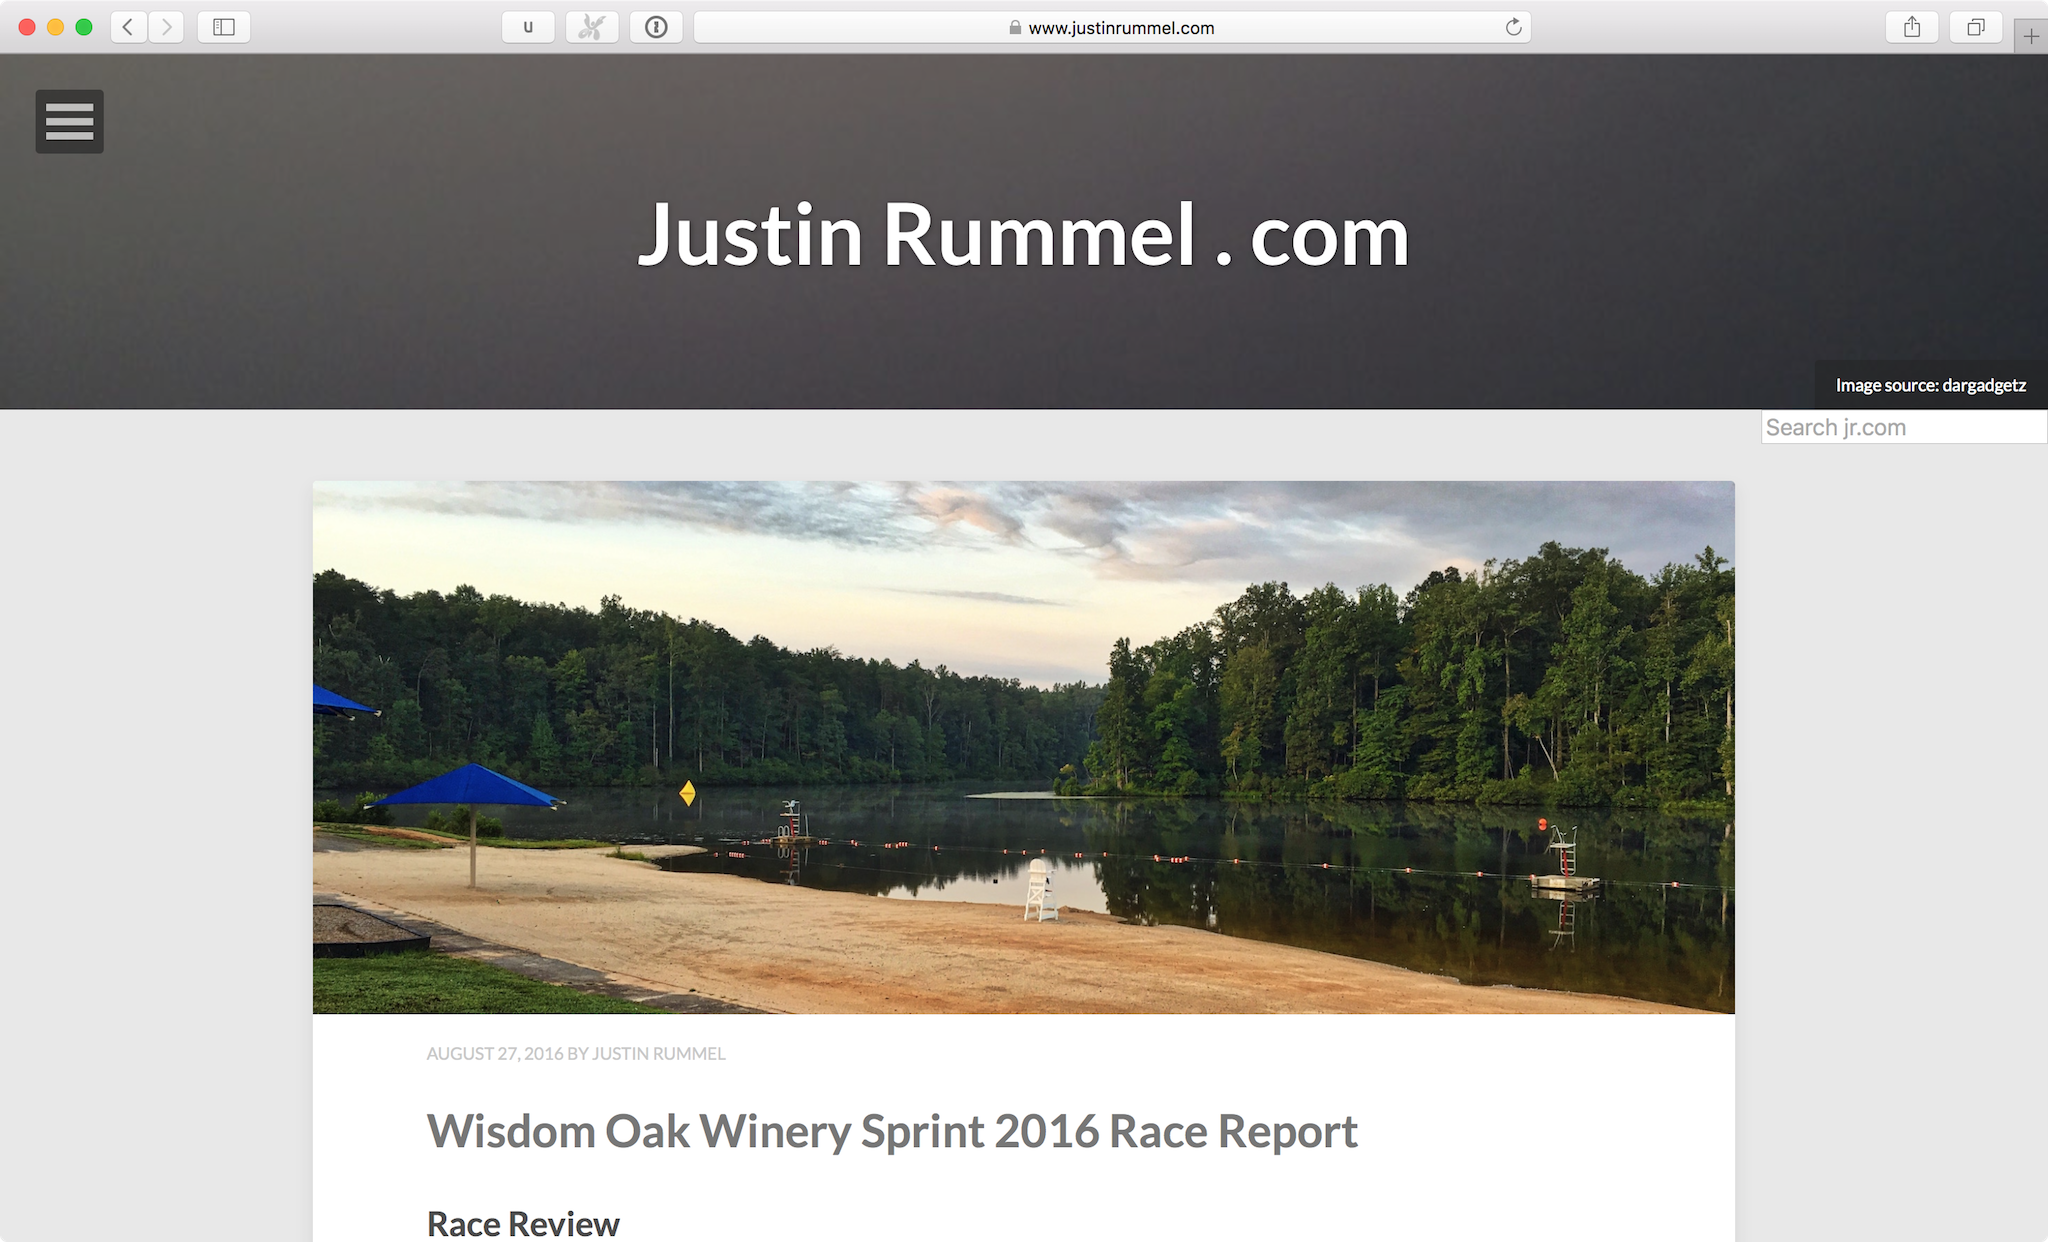 u
www.justinrummel.com
Justin Rummel . com
Image source: dargadgetz
Search jr.com
AUGUST 27, 2016 BY JUSTIN RUMMEL
Wisdom Oak Winery Sprint 2016 Race Report
Race Review